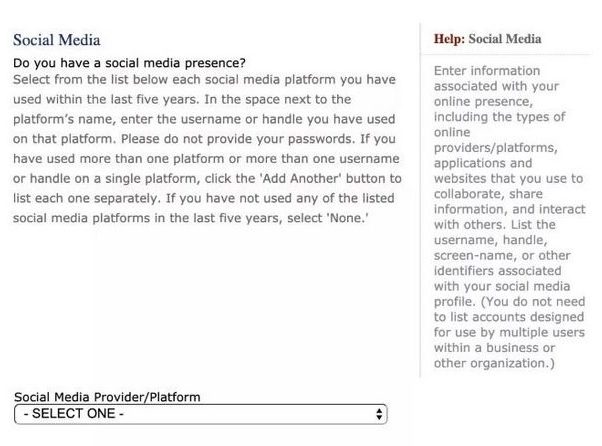 Social Media
Do you have a social media presence?
Select from the list below each social media platform you have
used within the last five years. In the space next to the
platform's name, enter the username or handle you have used
on that platform. Please do not provide your passwords. If you
have used more than one platform or more than one username
or handle on a single platform, click the 'Add Another' button to
list each one separately. If you have not used any of the listed
social media platforms in the last five years, select 'None.'
Social Media Provider/Platform
- SELECT ONE -
Help: Social Media
Enter information
associated with your
online presence,
including the types of
online
providers/platforms,
applications and
websites that you use to
collaborate, share
information, and interact
with others. List the
username, handle,
screen-name, or other
identifiers associated
with your social media
profile. (You do not need
to list accounts designed
for use by multiple users
within a business or
other organization.)